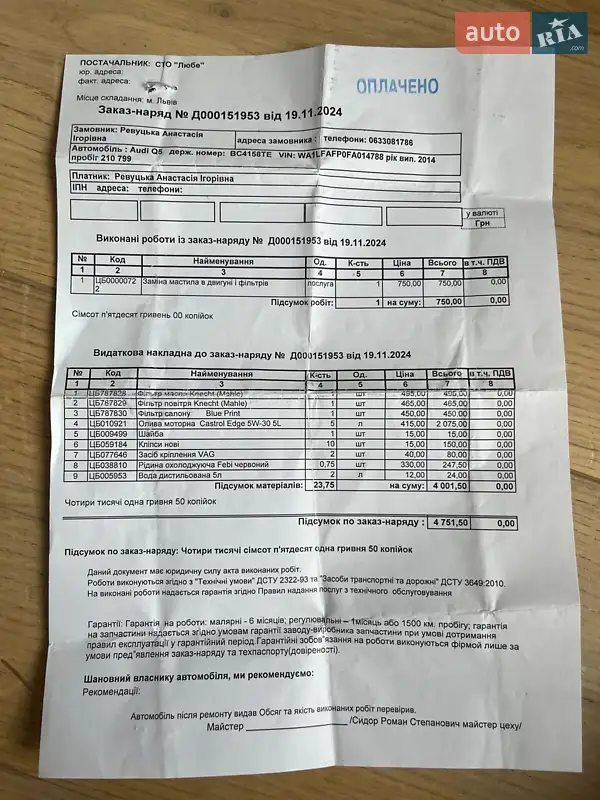 auto RIA .com
ПОСТАЧАЛЬНИК: СТО "Любе"
юр. адреса:
факт. адреса:
ОПЛАЧЕНО
Місце складання: м. Львів
Заказ-наряд № Д000151953 від 19.11.2024
Замовник: Ревуцька Анастасія Ігорівна адреса замовника : телефони: 0633081786
Автомобіль : Audi Q5 держ. номер: ВС4158ТЕ VIN: WA1LFAFP0FA014788 рік вип. 2014
пробіг 210 799
Платник: Ревуцька Анастасія Ігорівна
ІПН адреса: телефони:
у валюті
Грн
Виконані роботи із заказ-наряду № Д000151953 від 19.11.2024
№ Код Найменування Од. К-сть Ціна Всього в т.ч. ПДВ
1 2 3 4 5 6 7 8
1 ЦБ00000722 Заміна мастила в двигуні і фільтрів послуга 1 750,00 750,00 0,00
Підсумок робіт: 1 на суму: 750,00 0,00
Сімсот п'ятдесят гривень 00 копійок
Видаткова накладна до заказ-наряду № Д000151953 від 19.11.2024
№ Код Найменування К-сть Од. Ціна Всього в т.ч. ПДВ
1 2 3 4 5 6 7 8
1 ЦБ787828 Фільтр масли Knecht (Mahle) 1 шт 495,00 495,00 0,00
2 ЦБ787829 Фільтр повітря Knecht (Mahle) 1 шт 465,00 465,00 0,00
3 ЦБ787830 Фільтр салону Blue Print 1 шт 450,00 450,00 0,00
4 ЦБ010921 Олива моторна Castrol Edge 5W-30 5L 5 л 415,00 2 075,00 0,00
5 ЦБ009499 Шайба 1 шт 15,00 15,00 0,00
6 ЦБ059184 Кліпси нові 10 шт 15,00 150,00 0,00
7 ЦБ077646 Засіб кріплення VAG 2 шт 40,00 80,00 0,00
8 ЦБ038810 Рідина охолоджуюча Febi червоний 0,75 шт 330,00 247,50 0,00
9 ЦБ005953 Вода дистильована 5л 2 л 12,00 24,00 0,00
Підсумок матеріалів: 23,75 на суму: 4 001,50 0,00
Чотири тисячі одна гривня 50 копійок
Підсумок по заказ-наряду : 4 751,50 0,00
Підсумок по заказ-наряду: Чотири тисячі сімсот п'ятдесят одна гривня 50 копійок
Даний документ має юридичну силу акта виконаних робіт.
Роботи виконуються згідно з "Технічні умови" ДСТУ 2322-93 та "Засоби транспортні та дорожні" ДСТУ 3649:2010.
На виконані роботи надається гарантія згідно Правил надання послуг з технічного обслуговування
Гарантії: Гарантія на роботи: малярні - 6 місяців; регулювальні – 1місяць або 1500 км. пробігу; гарантія
на запчастини надається згідно умовам гарантії заводу-виробника запчастини при умові дотримання
правил експлуатації у гарантійний період.Гарантійні зобов'язання на роботи виконуються фірмою лише за
умови пред"явлення заказ-наряду та техпаспорту(довіреності).
Шановний власнику автомобіля, ми рекомендуємо:
Рекомендації:
Автомобіль після ремонту видав Обсяг та якість виконаних робіт перевірив.
Майстер ____________________ /Сидор Роман Степанович майстер цеху/